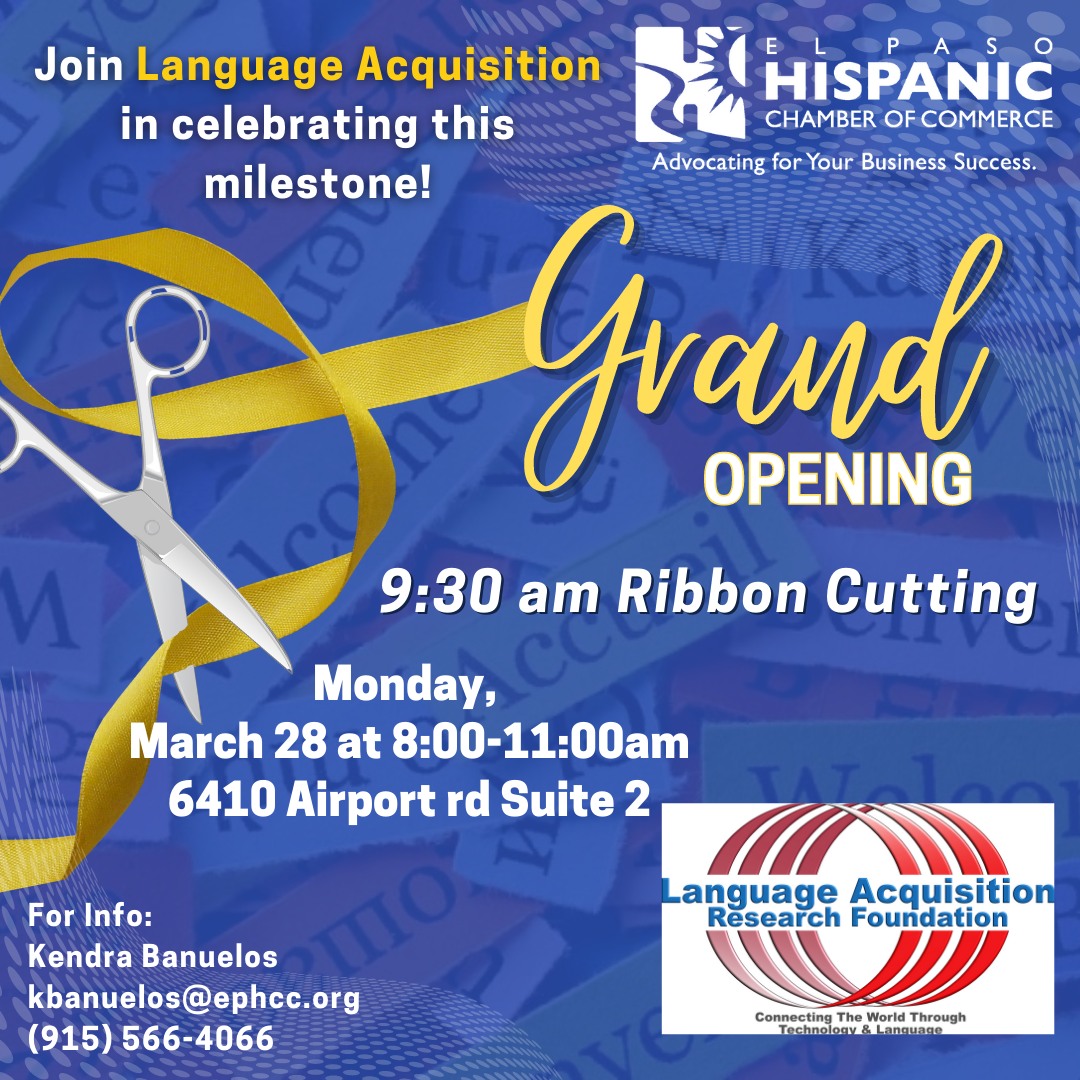 Join Language Acquisition
in celebrating this
milestone!
EL PASO
HISPANIC
CHAMBER OF COMMERCE
Advocating for Your Business Success.
Grand
OPENING
9:30 am Ribbon Cutting
Monday,
March 28 at 8:00-11:00am
6410 Airport rd Suite 2
For Info:
Kendra Banuelos
kbanuelos@ephcc.org
(915) 566-4066
Language Acquisition
Research Foundation
Connecting The World Through
Technology & Language